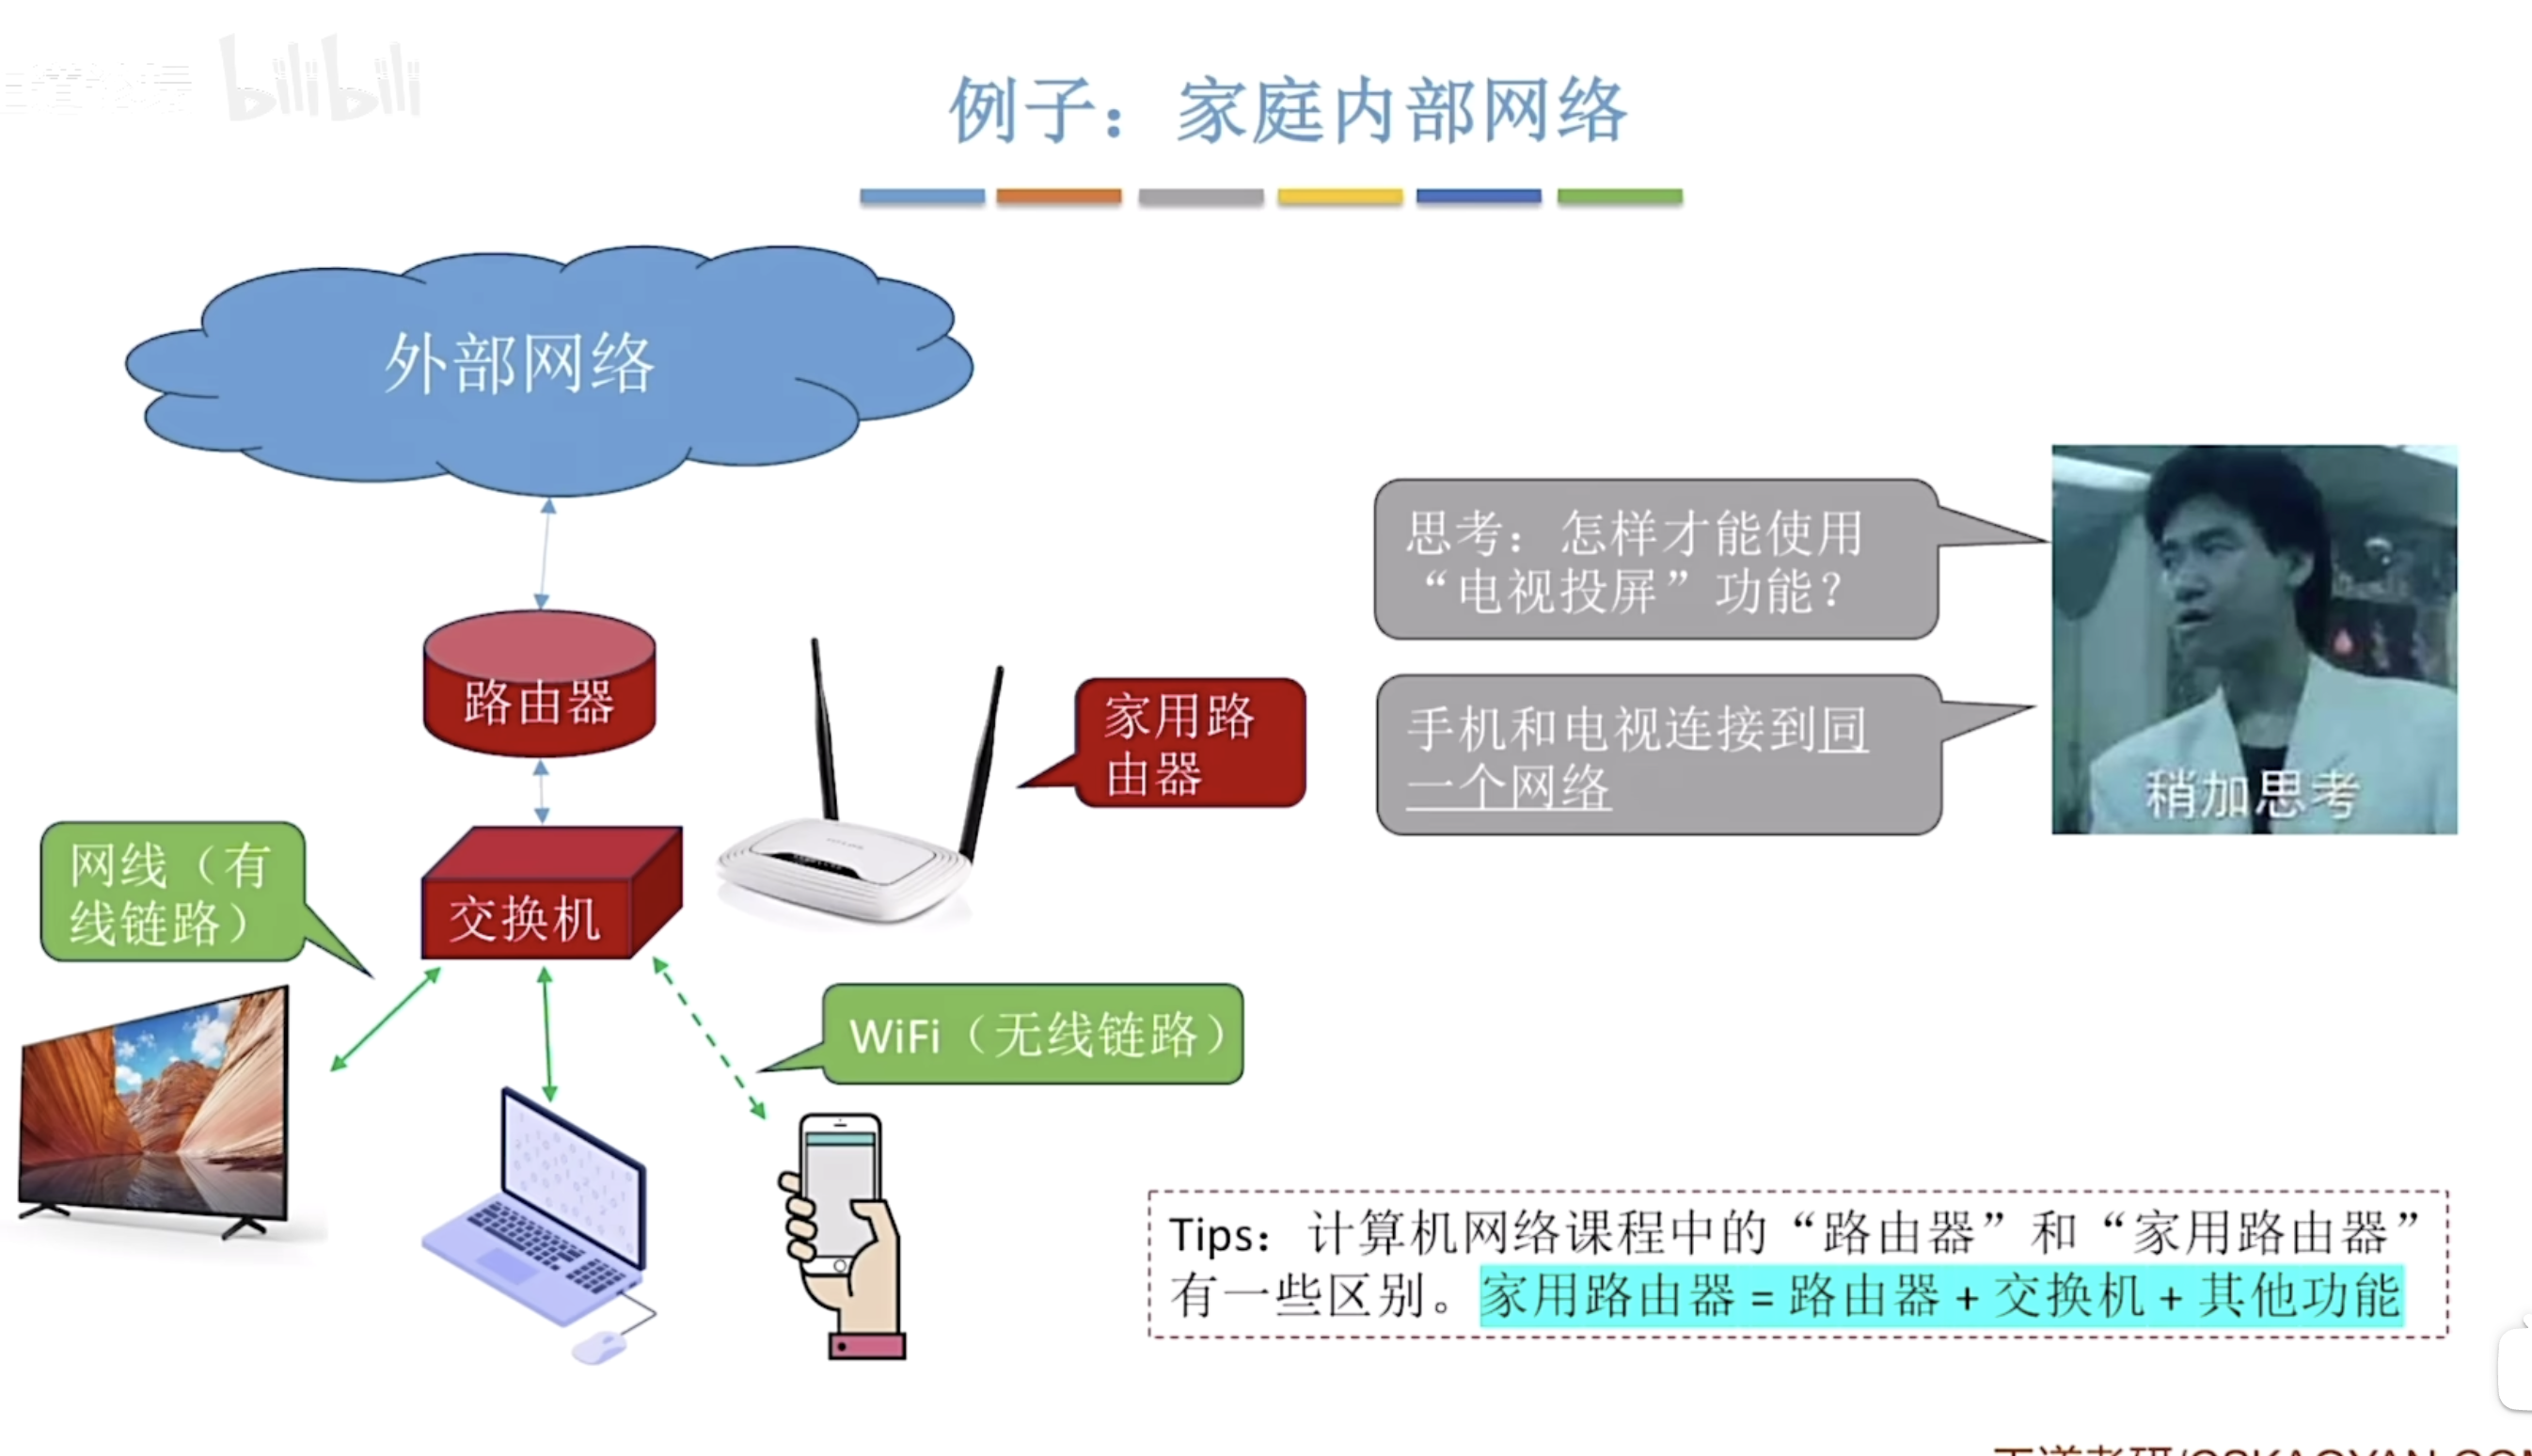 bilibili
例子：家庭内部网络
外部网络
思考：怎样才能使用
“电视投屏”功能？
路由器
家用路
由器
手机和电视连接到同
一个网络
稍加思考
网线（有
线链路）
交换机
WiFi（无线链路）
Tips：计算机网络课程中的“路由器”和“家用路由器”
有一些区别。家用路由器 = 路由器 + 交换机 + 其他功能